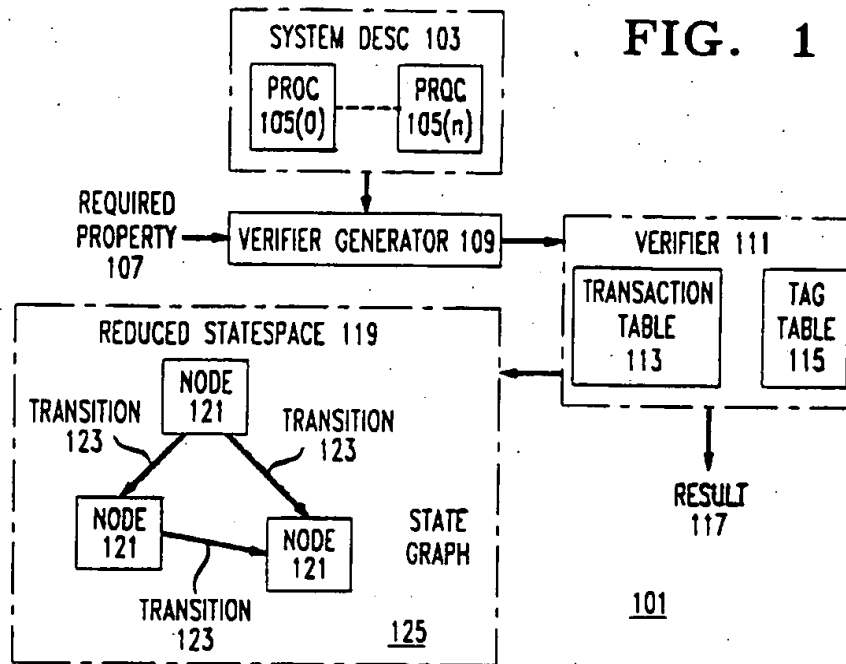 FIG. 1
SYSTEM DESC 103
PROC
105(0)
PROC
105(n)
REQUIRED
PROPERTY
107
VERIFIER GENERATOR 109
VERIFIER 111
TRANSACTION
TABLE
113
TAG
TABLE
115
REDUCED STATESPACE 119
NODE
121
TRANSITION
123
TRANSITION
123
NODE
121
NODE
121
STATE
GRAPH
TRANSITION
123
125
RESULT
117
101